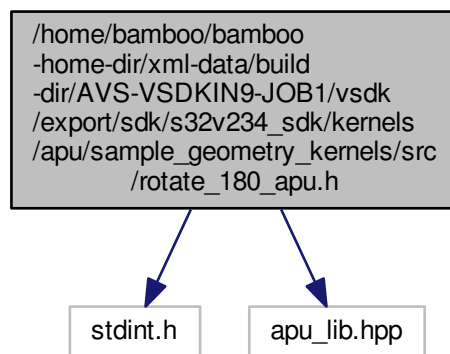 /home/bamboo/bamboo
-home-dir/xml-data/build
-dir/AVS-VSDKIN9-JOB1/vsdk
/export/sdk/s32v234_sdk/kernels
/apu/sample_geometry_kernels/src
/rotate_180_apu.h
stdint.h
apu_lib.hpp